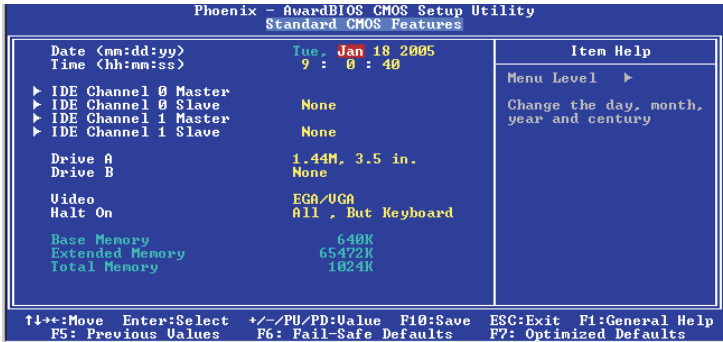 Phoenix - AwardBIOS CMOS Setup Utility
Standard CMOS Features
Date (mm:dd:yy) Tue, Jan 18 2005
Time (hh:mm:ss) 9 : 0 : 40
► IDE Channel 0 Master
► IDE Channel 0 Slave None
► IDE Channel 1 Master
► IDE Channel 1 Slave None
Drive A 1.44M, 3.5 in.
Drive B None
Video EGA/VGA
Halt On All , But Keyboard
Base Memory 640K
Extended Memory 65472K
Total Memory 1024K
Item Help
Menu Level ►
Change the day, month,
year and century
↑↓→←:Move Enter:Select +/-/PU/PD:Value F10:Save ESC:Exit F1:General Help
F5: Previous Values F6: Fail-Safe Defaults F7: Optimized Defaults